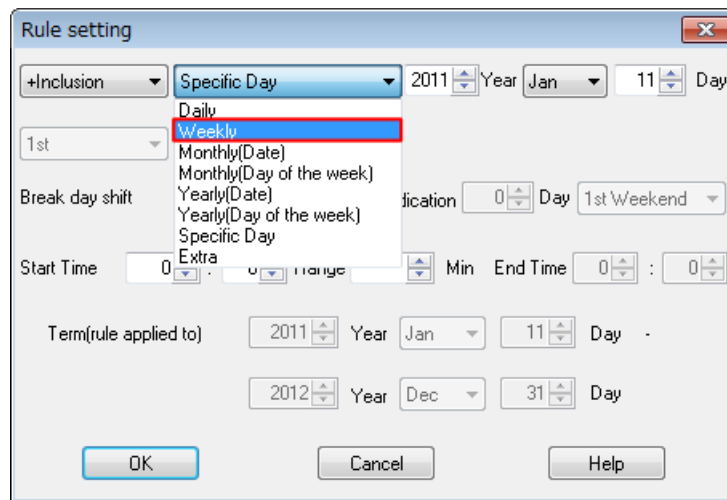 Rule setting
+Inclusion Specific Day 2011 Year Jan 11 Day
Daily
Weekly
1st
Monthly(Date)
Monthly(Day of the week)
Break day shift dication 0 Day 1st Weekend
Yearly(Date)
Yearly(Day of the week)
Specific Day
Extra
Start Time 0 : 0 Range Min End Time 0 : 0
Term(rule applied to) 2011 Year Jan 11 Day -
2012 Year Dec 31 Day
OK Cancel Help